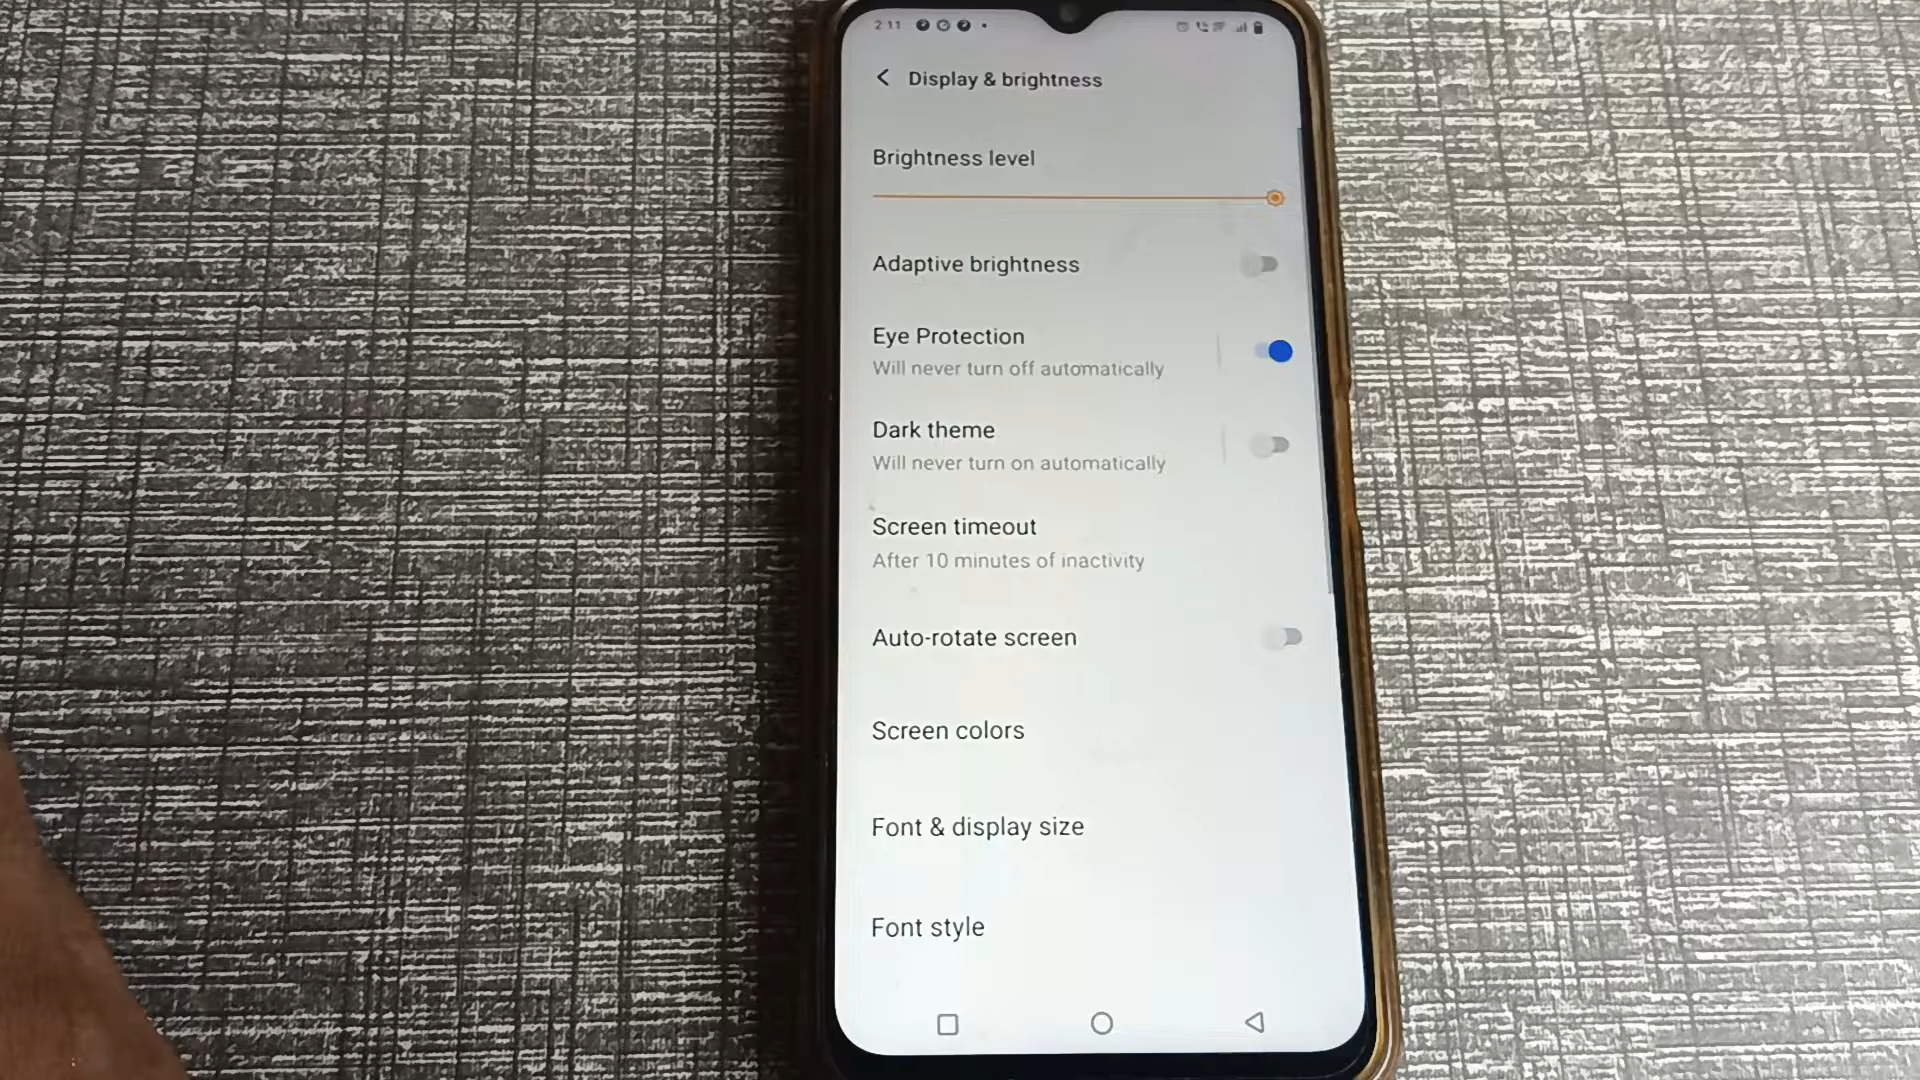 2 11
Display & brightness
Brightness level
Adaptive brightness
Eye Protection
Will never turn off automatically
Dark theme
Will never turn on automatically
Screen timeout
After 10 minutes of inactivity
Auto-rotate screen
Screen colors
Font & display size
Font style